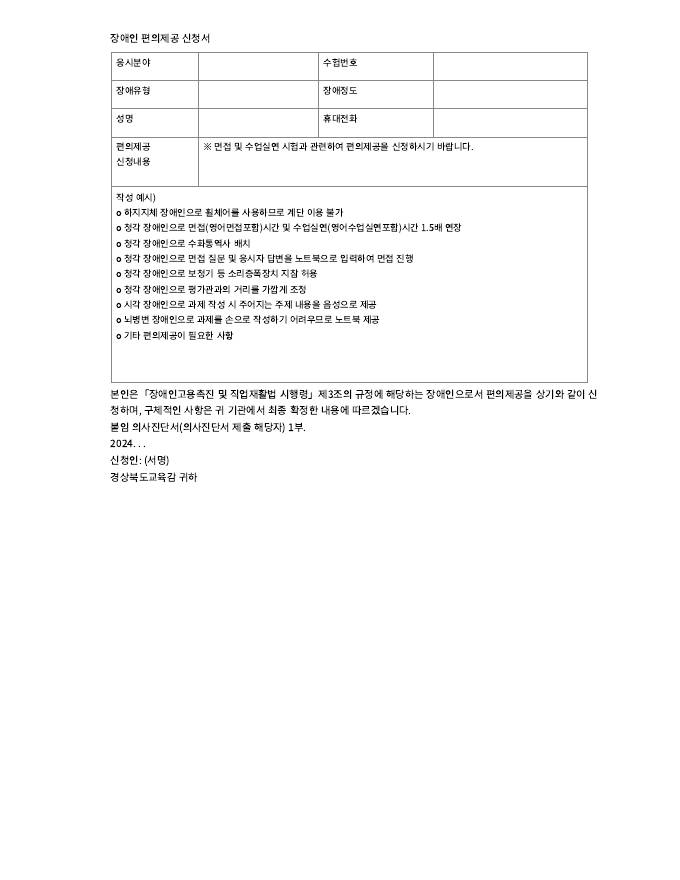 장애인 편의제공 신청서
응시분야 수험번호
장애유형 장애정도
성명 휴대전화
편의제공 ※ 면접 및 수업실연 시험과 관련하여 편의제공을 신청하시기 바랍니다.
신청내용
작성 예시)
o 하지지체 장애인으로 휠체어를 사용하므로 계단 이용 불가
o 청각 장애인으로 면접(영어면접포함)시간 및 수업실연(영어수업실연포함)시간 1.5배 연장
o 청각 장애인으로 수화통역사 배치
o 청각 장애인으로 면접 질문 및 응시자 답변을 노트북으로 입력하여 면접 진행
o 청각 장애인으로 보청기 등 소리증폭장치 지참 허용
o 청각 장애인으로 평가관과의 거리를 가깝게 조정
o 시각 장애인으로 과제 작성 시 주어지는 주제 내용을 음성으로 제공
o 뇌병변 장애인으로 과제를 손으로 작성하기 어려우므로 노트북 제공
o 기타 편의제공이 필요한 사항
본인은「장애인고용촉진 및 직업재활법 시행령」제3조의 규정에 해당하는 장애인으로서 편의제공을 상기와 같이 신
청하며, 구체적인 사항은 귀 기관에서 최종 확정한 내용에 따르겠습니다.
붙임 의사진단서(의사진단서 제출 해당자) 1부.
2024. . .
신청인: (서명)
경상북도교육감 귀하